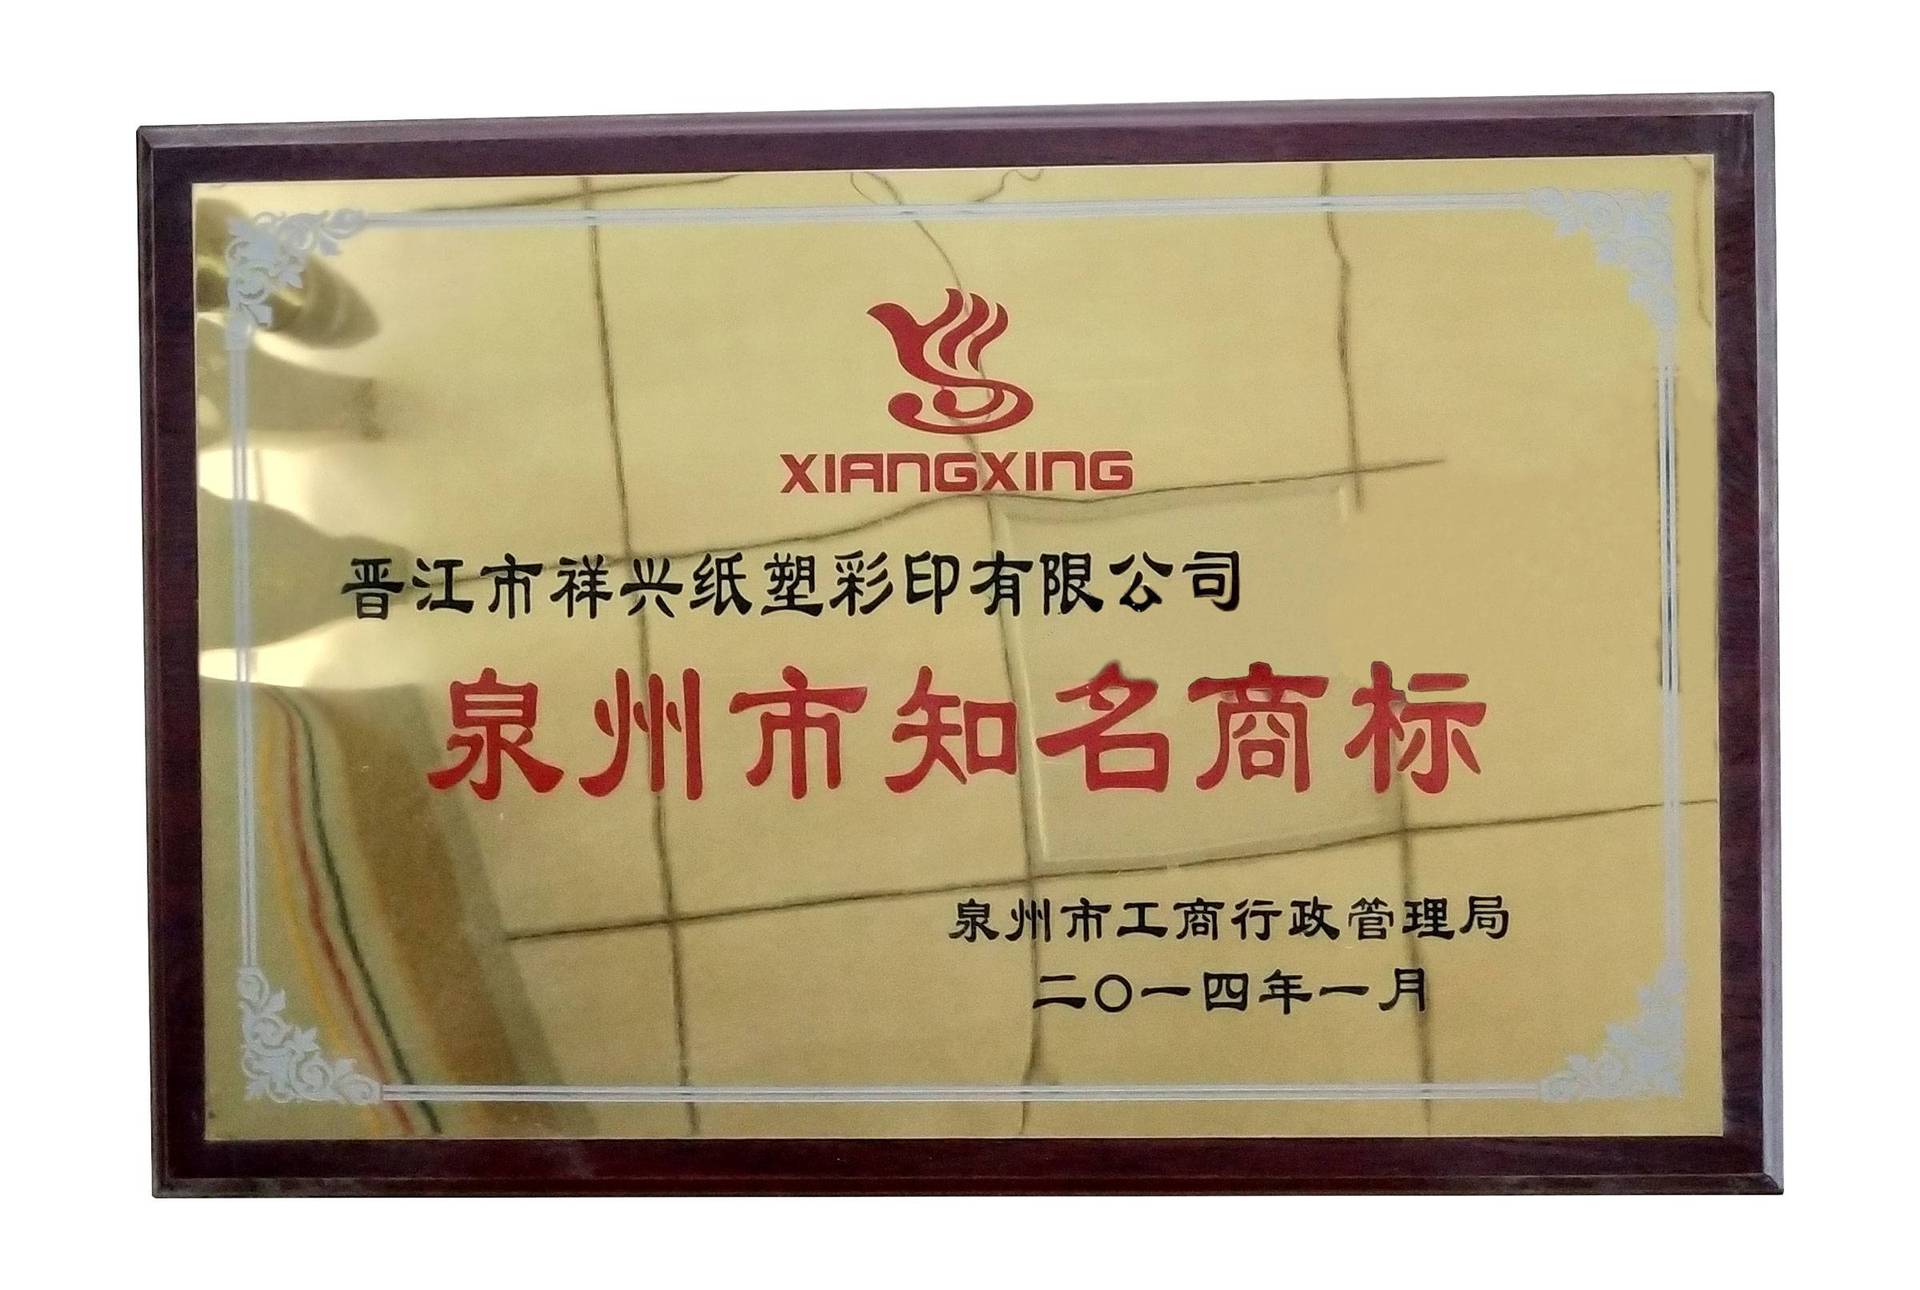 XIANGXING
晋江市祥兴纸塑彩印有限公司
泉州市知名商标
泉州市工商行政管理局
二〇一四年一月